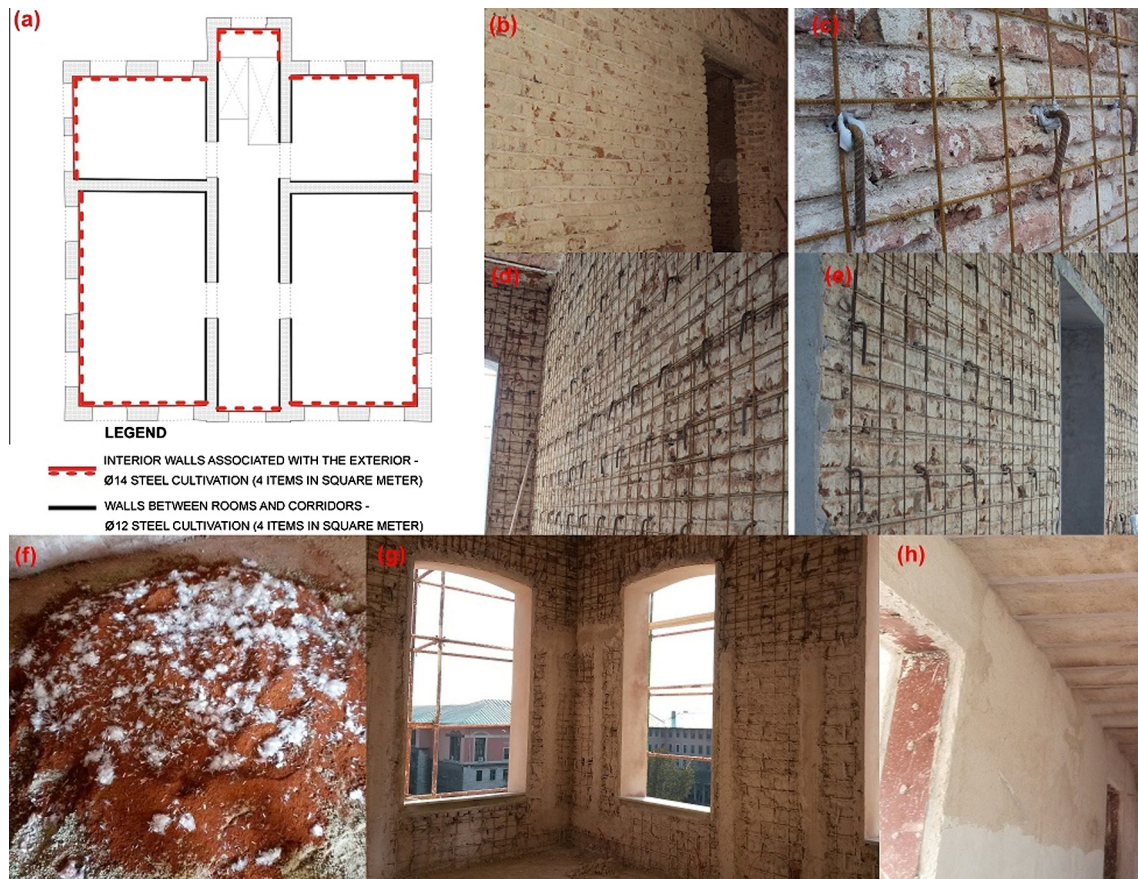 (a)
(b)
(c)
(d)
(e)
LEGEND
INTERIOR WALLS ASSOCIATED WITH THE EXTERIOR -
Ø14 STEEL CULTIVATION (4 ITEMS IN SQUARE METER)
WALLS BETWEEN ROOMS AND CORRIDORS -
Ø12 STEEL CULTIVATION (4 ITEMS IN SQUARE METER)
(f)
(g)
(h)